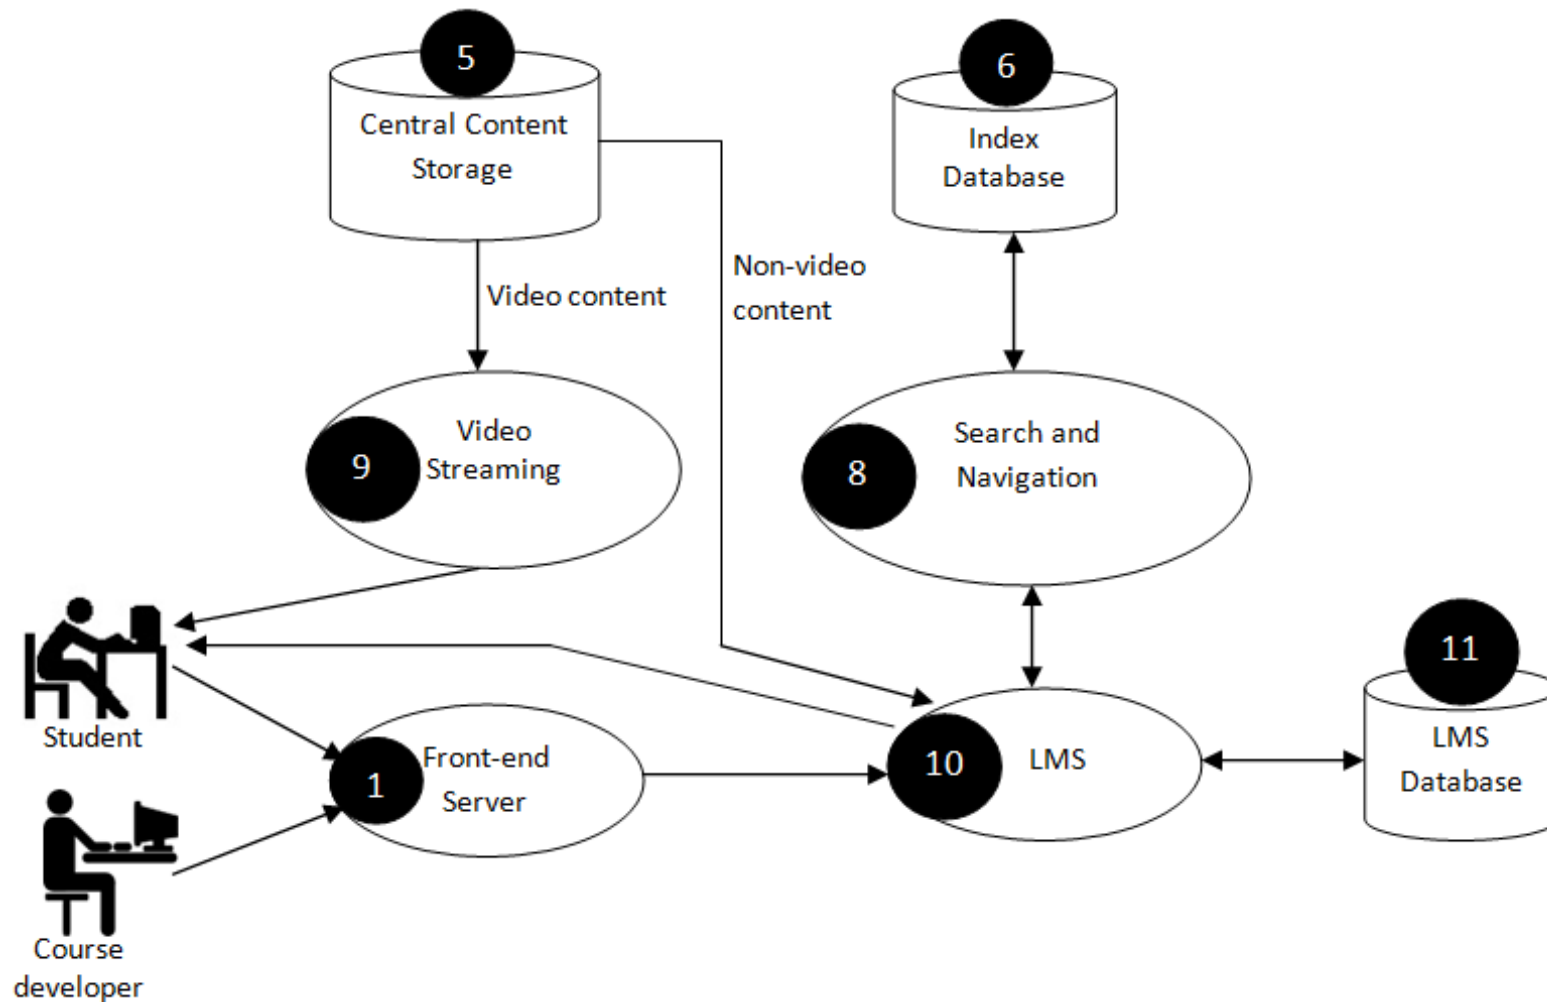 5
Central Content
Storage
6
Index
Database
Video content
Non-video
content
9
Video
Streaming
8
Search and
Navigation
Student
1
Front-end
Server
10
LMS
11
LMS
Database
Course
developer